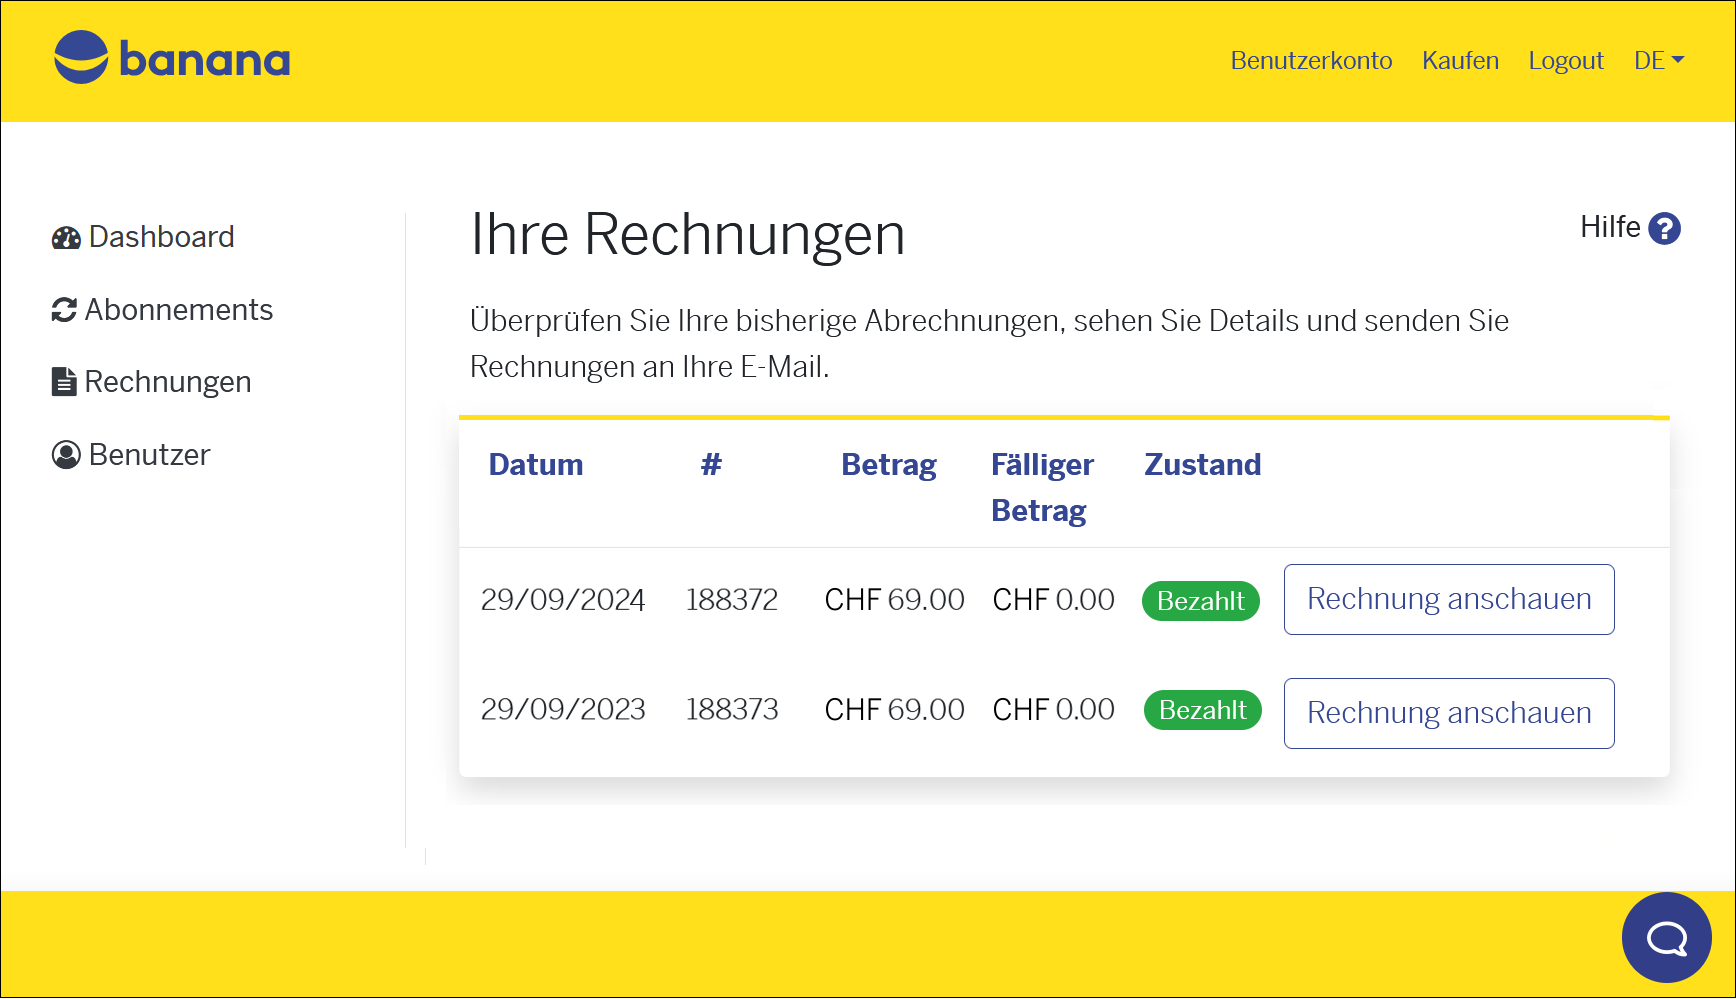 banana
Benutzerkonto Kaufen Logout DE
Dashboard
Abonnements
Rechnungen
Benutzer
Ihre Rechnungen
Hilfe ?
Überprüfen Sie Ihre bisherige Abrechnungen, sehen Sie Details und senden Sie
Rechnungen an Ihre E-Mail.
Datum # Betrag Fälliger Betrag Zustand
29/09/2024 188372 CHF 69.00 CHF 0.00 Bezahlt Rechnung anschauen
29/09/2023 188373 CHF 69.00 CHF 0.00 Bezahlt Rechnung anschauen